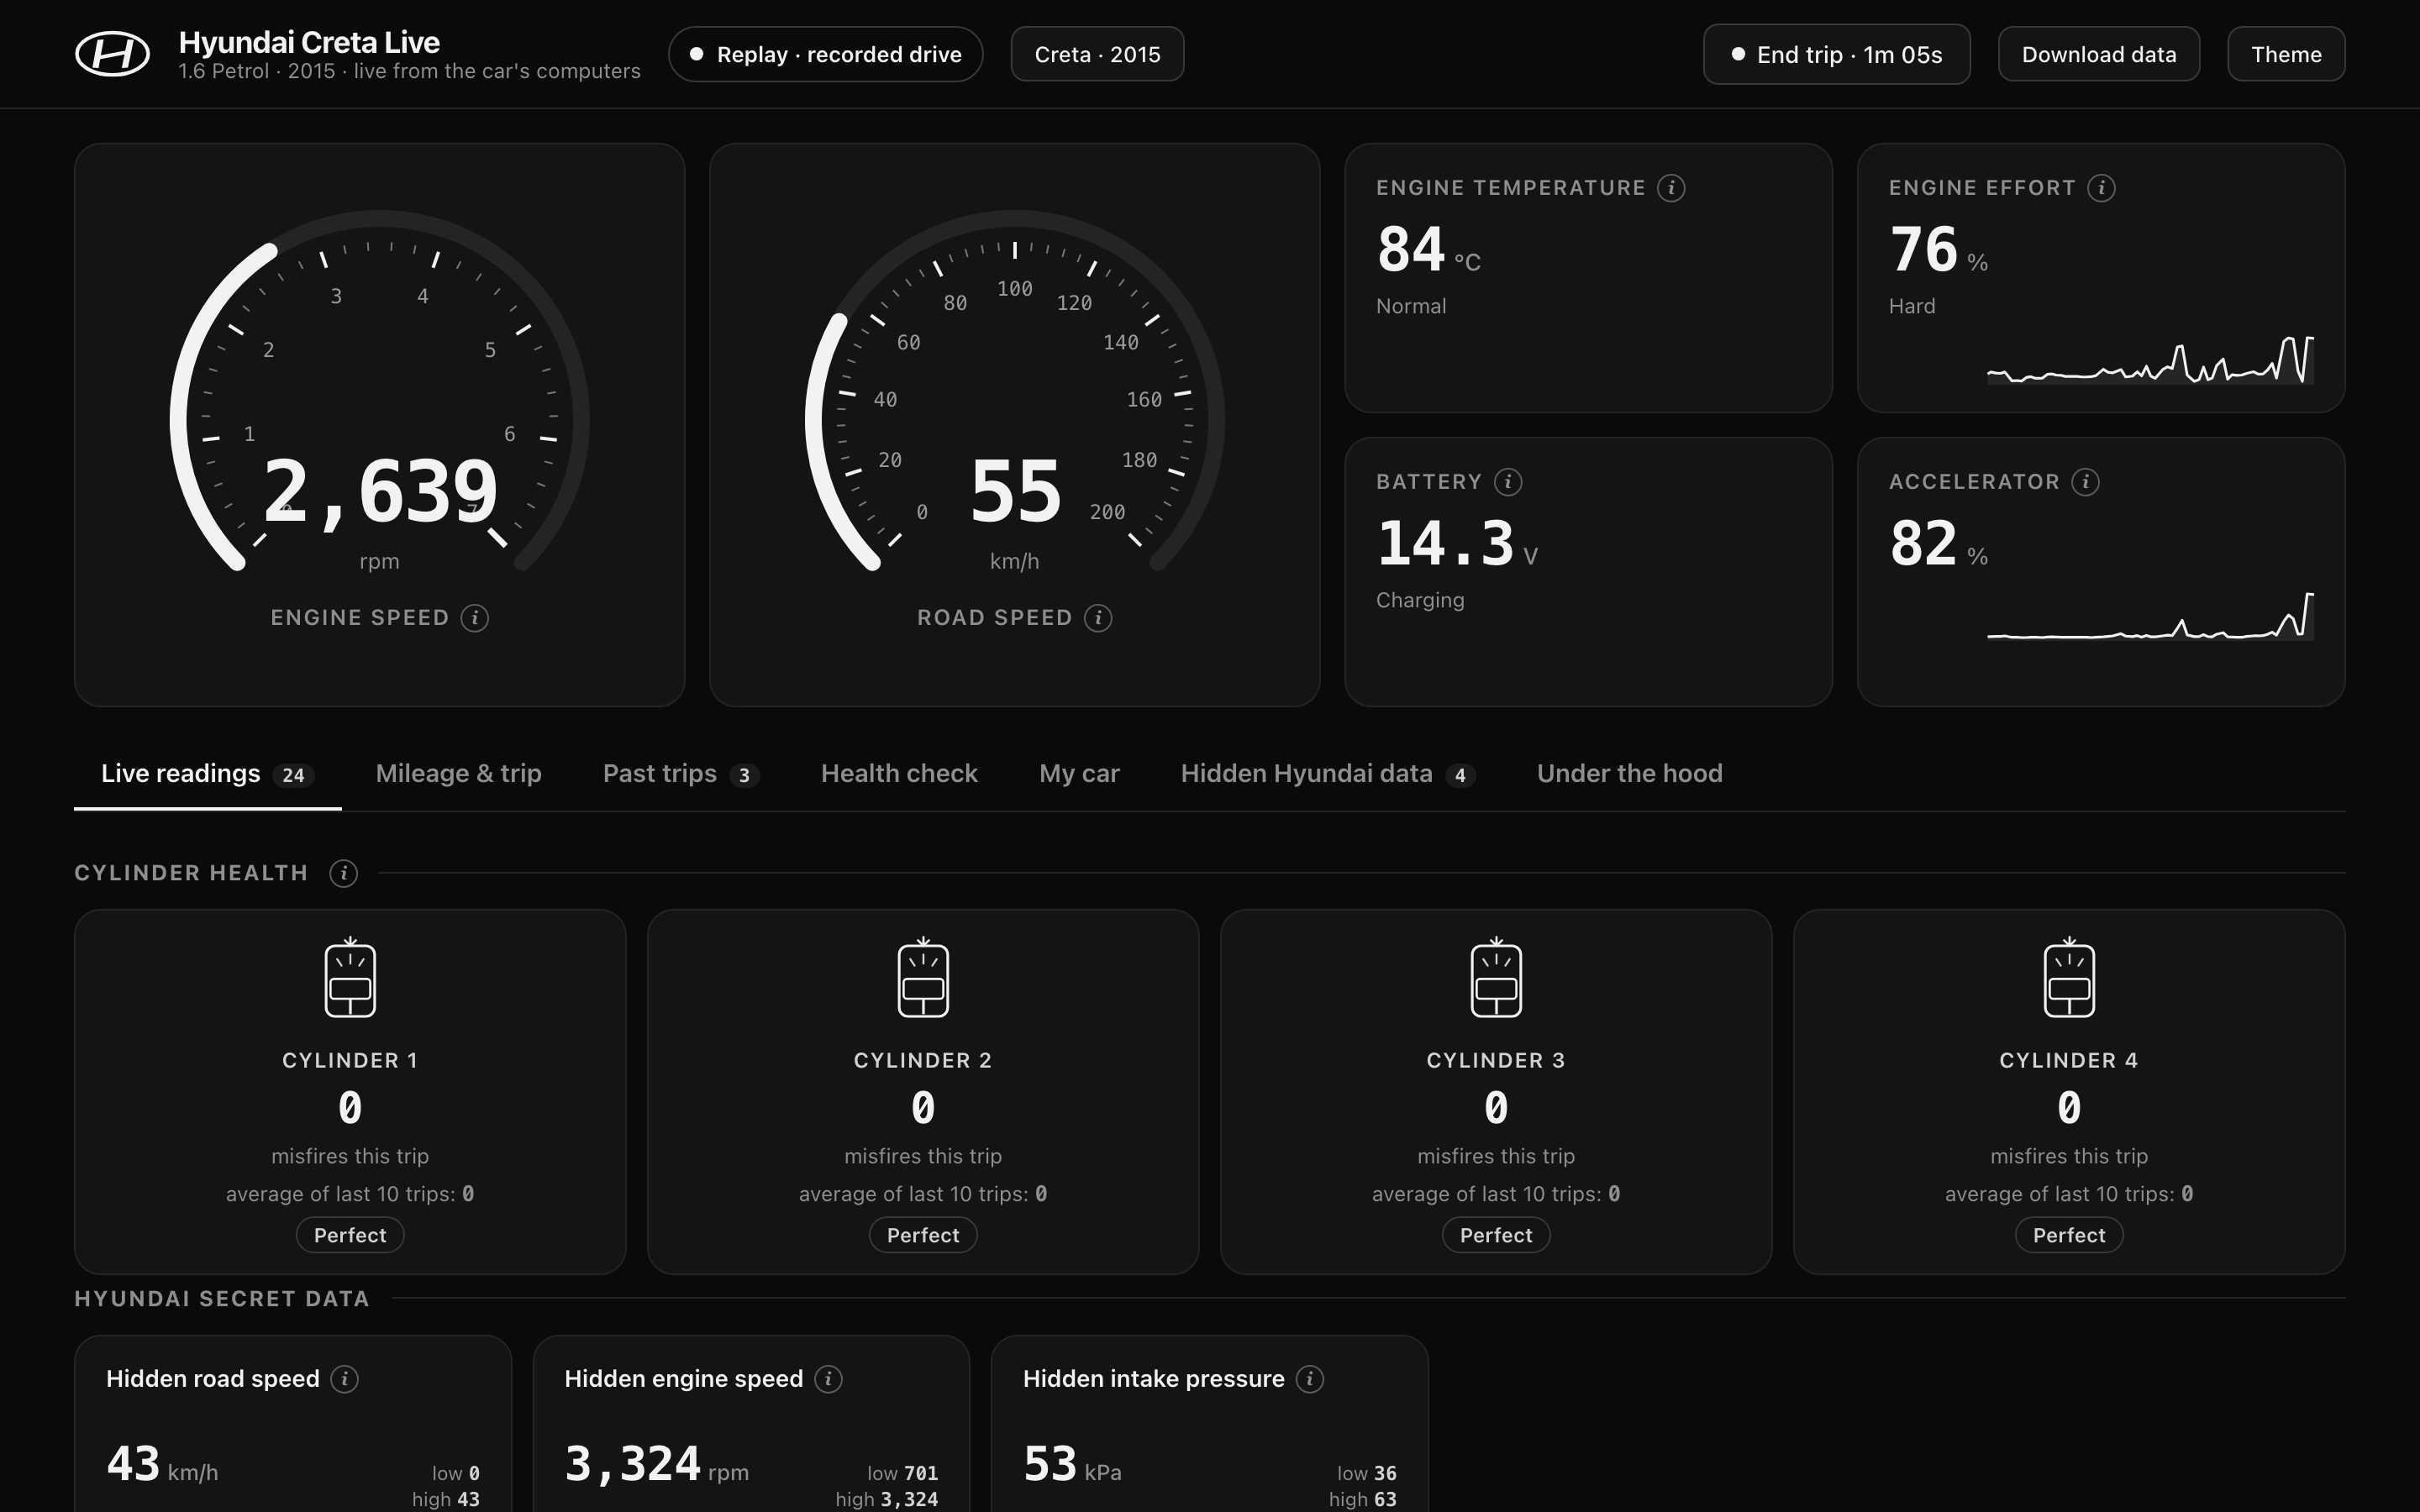 Hyundai Creta Live
1.6 Petrol · 2015 · live from the car's computers
Replay · recorded drive
Creta · 2015
End trip · 1m 05s
Download data
Theme
0
1
2
3
4
5
6
7
2,639
rpm
ENGINE SPEED i
0
20
40
60
80
100
120
140
160
180
200
55
km/h
ROAD SPEED i
ENGINE TEMPERATURE i
84 °C
Normal
ENGINE EFFORT i
76 %
Hard
BATTERY i
14.3 V
Charging
ACCELERATOR i
82 %
Live readings 24
Mileage & trip
Past trips 3
Health check
My car
Hidden Hyundai data 4
Under the hood
CYLINDER HEALTH i
CYLINDER 1
0
misfires this trip
average of last 10 trips: 0
Perfect
CYLINDER 2
0
misfires this trip
average of last 10 trips: 0
Perfect
CYLINDER 3
0
misfires this trip
average of last 10 trips: 0
Perfect
CYLINDER 4
0
misfires this trip
average of last 10 trips: 0
Perfect
HYUNDAI SECRET DATA
Hidden road speed i
43 km/h
low 0
high 43
Hidden engine speed i
3,324 rpm
low 701
high 3,324
Hidden intake pressure i
53 kPa
low 36
high 63